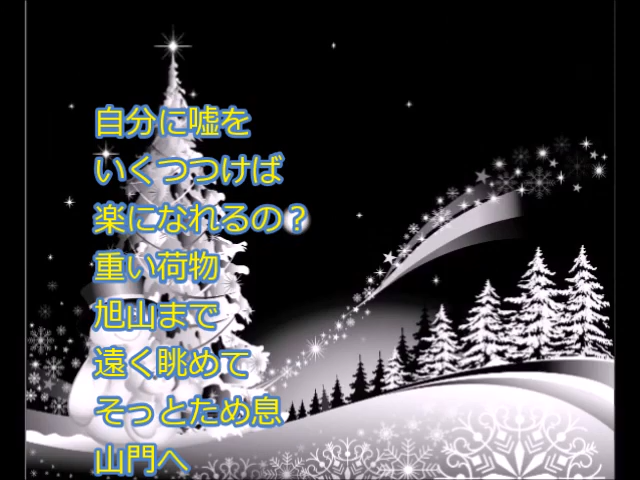 自分に嘘を
いくつつけば
楽になれるの？
重い荷物
旭山まで
遠く眺めて
そっとため息
山門へ